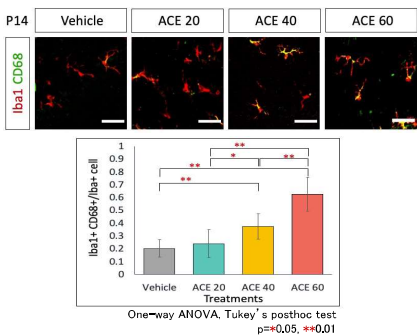 P14 Vehicle ACE 20 ACE 40 ACE 60
Iba1 CD68
Iba1+ CD68+/Iba+ cell
1
0.9
0.8
0.7
0.6
0.5
0.4
0.3
0.2
0.1
0
**
*
**
**
**
Vehicle ACE 20 ACE 40 ACE 60
Treatments
One-way ANOVA, Tukey's posthoc test
p=*0.05, **0.01